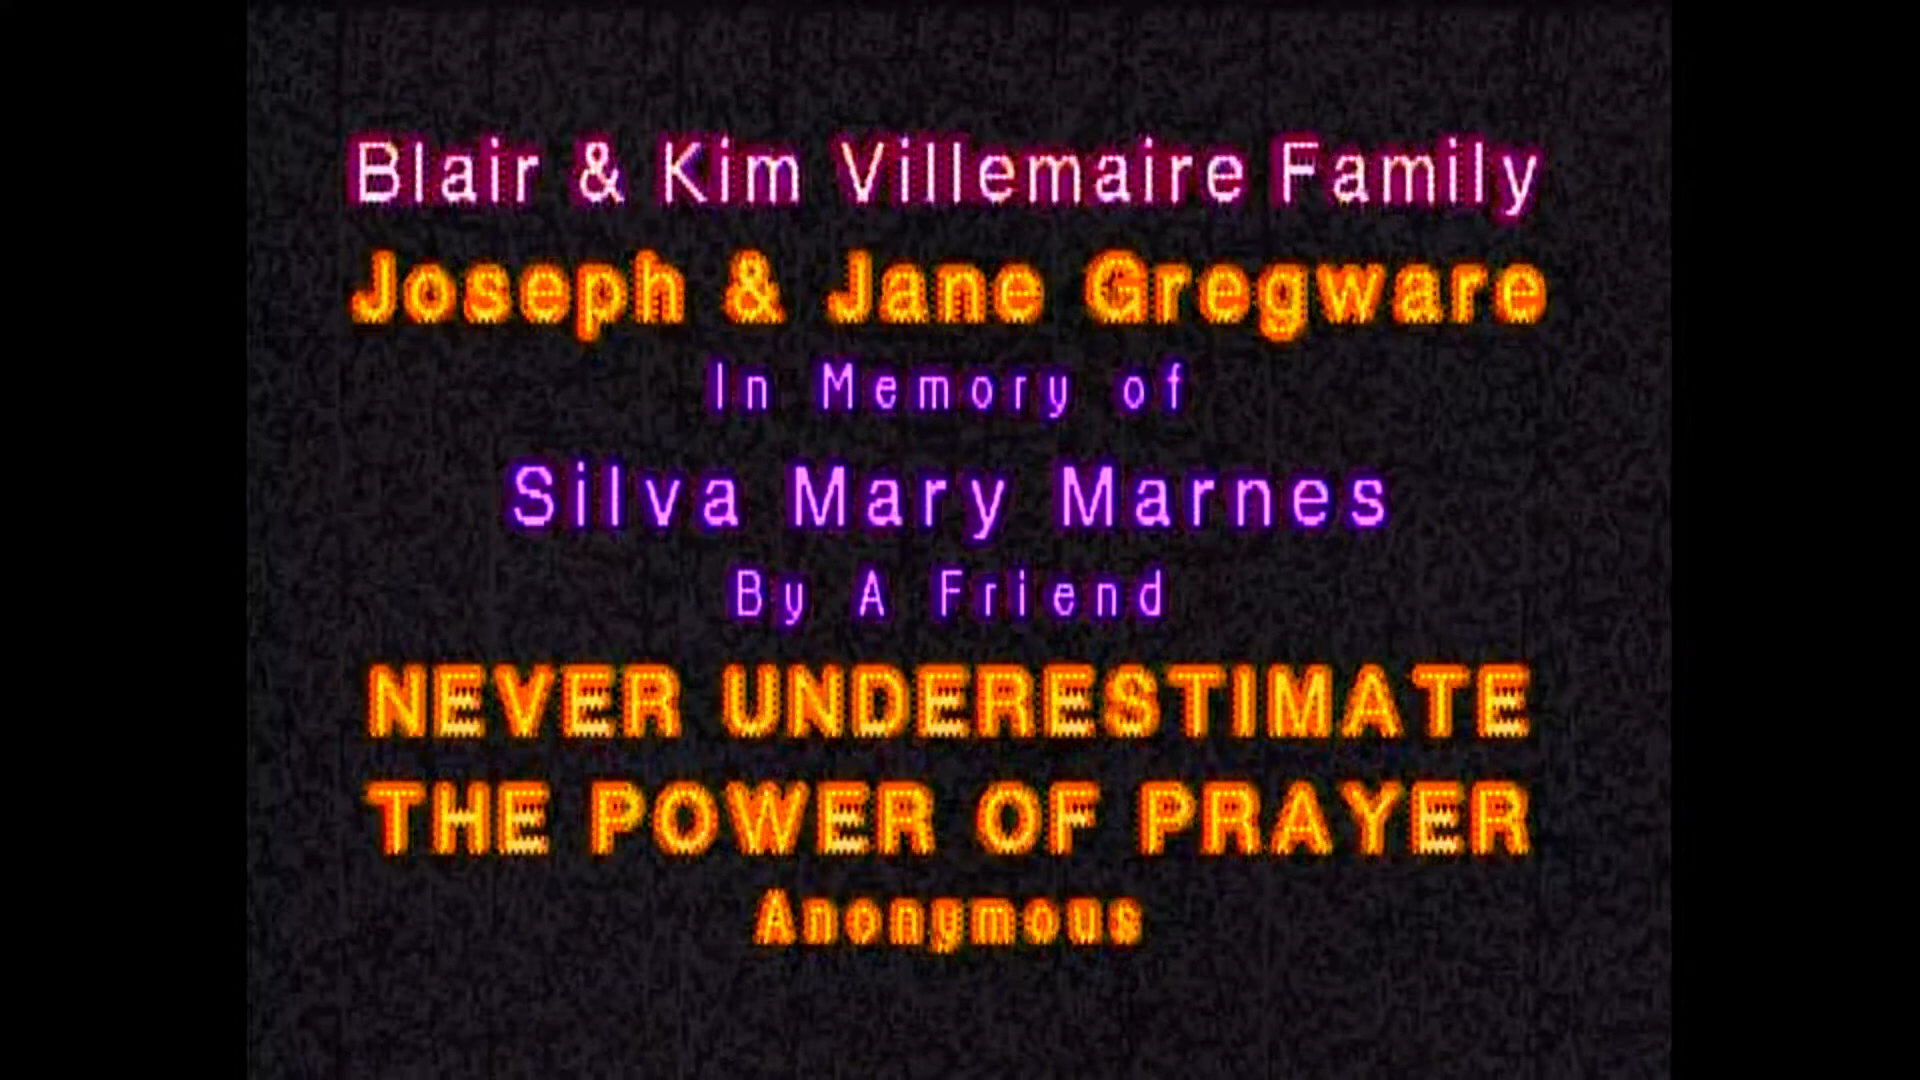 Blair & Kim Villemaire Family
Joseph & Jane Gregware
In Memory of
Silva Mary Marnes
By A Friend
NEVER UNDERESTIMATE
THE POWER OF PRAYER
Anonymous